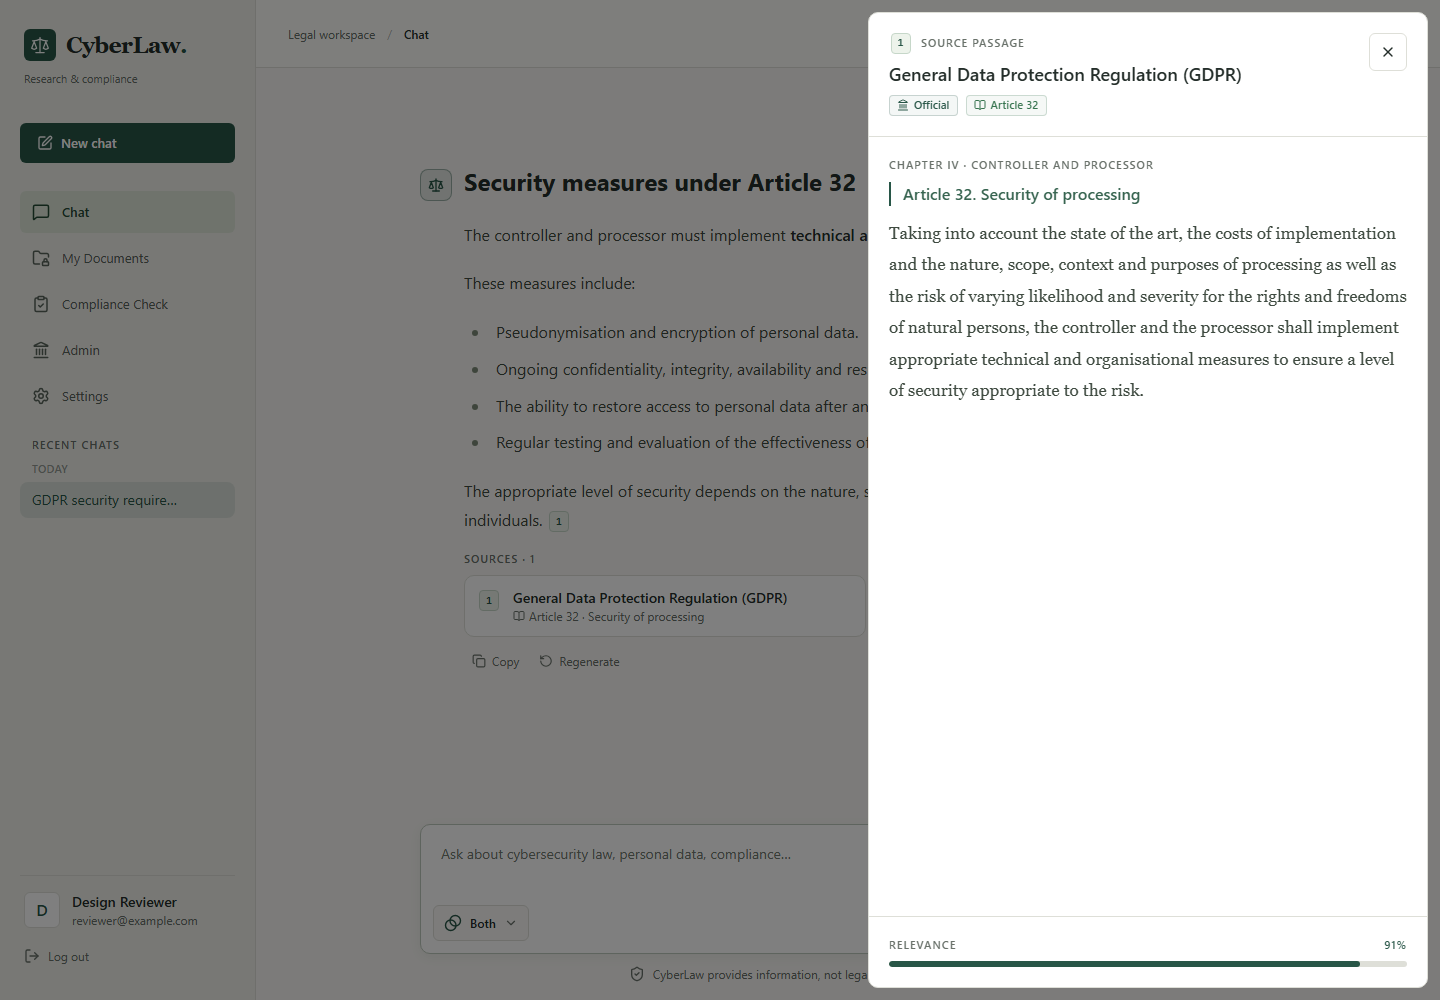 CyberLaw.
Research & compliance
New chat
Chat
My Documents
Compliance Check
Admin
Settings
RECENT CHATS
TODAY
GDPR security require...
D
Design Reviewer
reviewer@example.com
Log out
Legal workspace / Chat
Security measures under Article 32
The controller and processor must implement technical a
These measures include:
Pseudonymisation and encryption of personal data.
Ongoing confidentiality, integrity, availability and res
The ability to restore access to personal data after an
Regular testing and evaluation of the effectiveness of
The appropriate level of security depends on the nature, s
individuals. 1
SOURCES · 1
1 General Data Protection Regulation (GDPR)
Article 32 · Security of processing
Copy Regenerate
Ask about cybersecurity law, personal data, compliance...
Both
CyberLaw provides information, not lega
1 SOURCE PASSAGE
General Data Protection Regulation (GDPR)
Official Article 32
CHAPTER IV · CONTROLLER AND PROCESSOR
Article 32. Security of processing
Taking into account the state of the art, the costs of implementation
and the nature, scope, context and purposes of processing as well as
the risk of varying likelihood and severity for the rights and freedoms
of natural persons, the controller and the processor shall implement
appropriate technical and organisational measures to ensure a level
of security appropriate to the risk.
RELEVANCE 91%